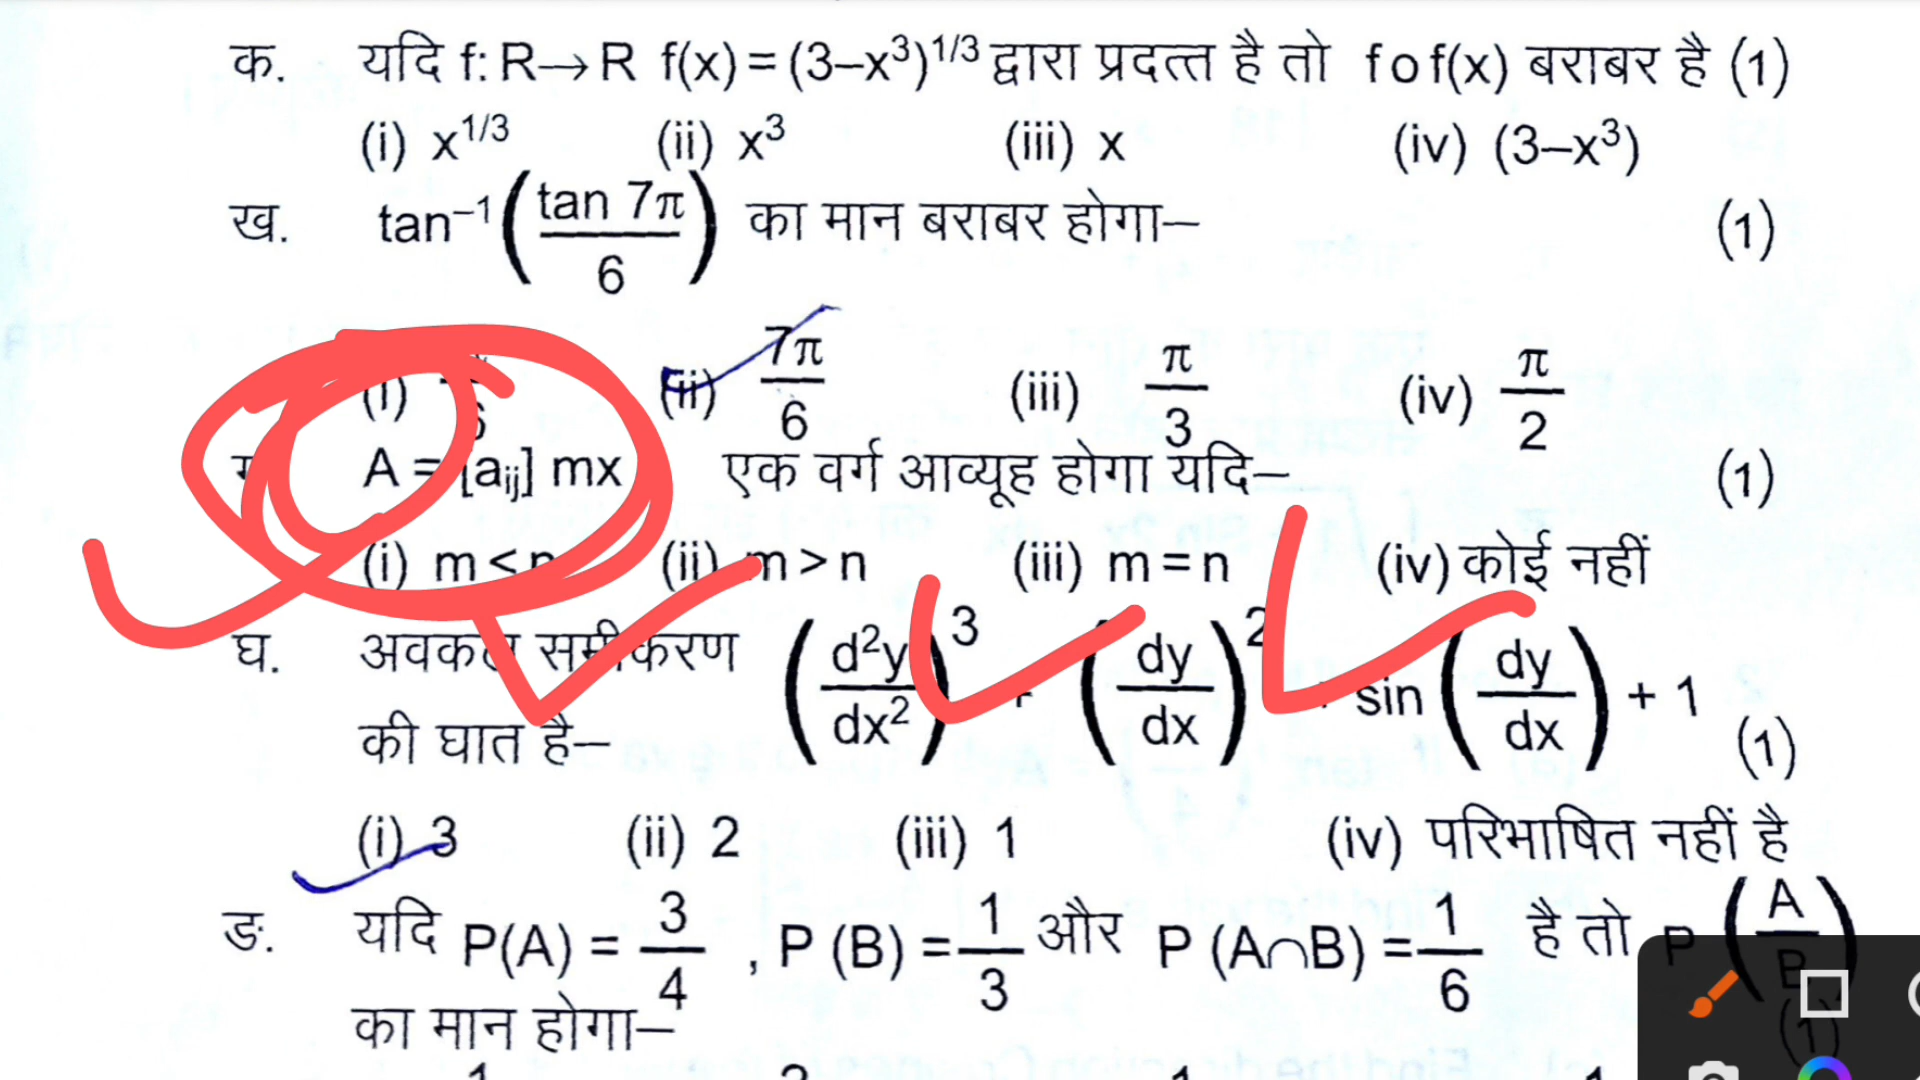 क. यदि f: R→R f(x) = (3–x³)^1/3 द्वारा प्रदत्त है तो f o f(x) बराबर है (1)
(i) x^1/3 (ii) x³ (iii) x (iv) (3–x³)
ख. tan⁻¹(tan 7π/6) का मान बराबर होगा– (1)
(i) (ii) 7π/6 (iii) π/3 (iv) π/2
A = [aij] mx एक वर्ग आव्यूह होगा यदि– (1)
(i) m < n (ii) m > n (iii) m = n (iv) कोई नहीं
घ. अवकल समीकरण (d²y/dx²)³ + (dy/dx)² sin (dy/dx) + 1
की घात है– (1)
(i) 3 (ii) 2 (iii) 1 (iv) परिभाषित नहीं है
ङ. यदि P(A) = 3/4 , P (B) = 1/3 और P (A∩B) = 1/6 है तो P (A/B)
का मान होगा– (1)